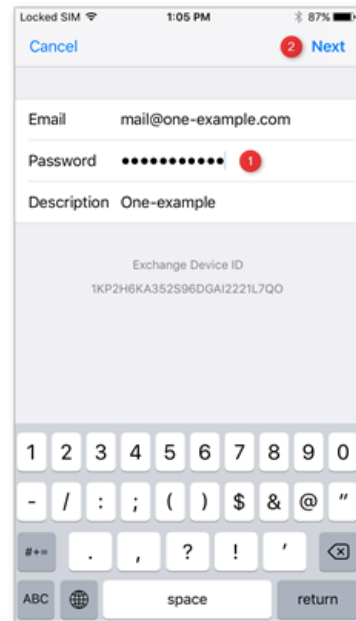 Locked SIM 1:05 PM 87%
Cancel 2 Next
Email mail@one-example.com
Password ●●●●●●●●●●● 1
Description One-example
Exchange Device ID
1KP2H6KA352S96DGAI2221L7QO
1 2 3 4 5 6 7 8 9 0
- / : ; ( ) $ & @ "
#+= . , ? ! '
ABC space return